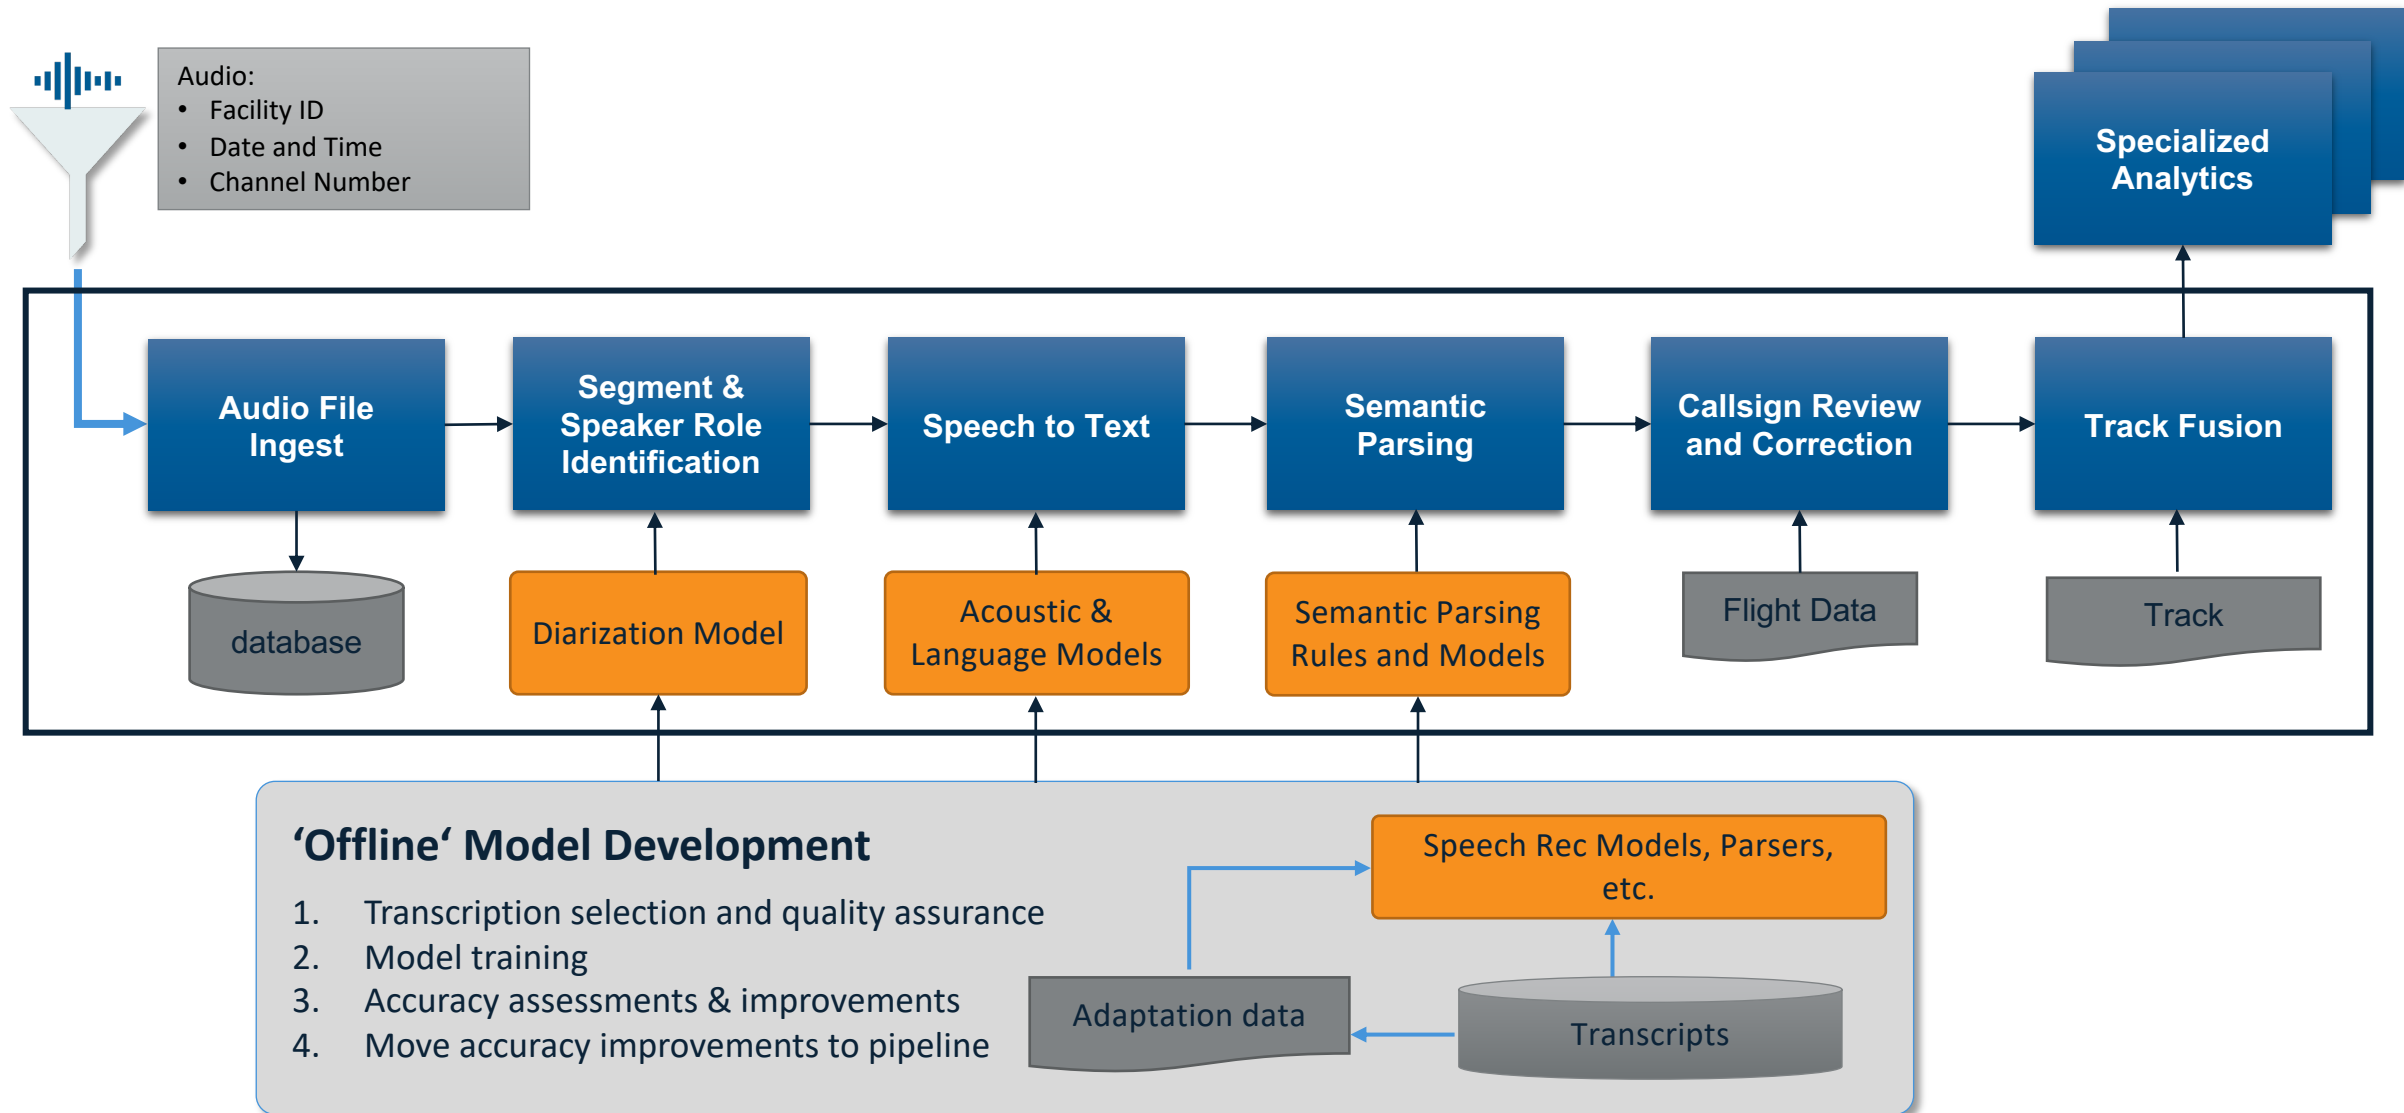 Audio:
• Facility ID
• Date and Time
• Channel Number
Specialized
Analytics
Audio File
Ingest
Segment &
Speaker Role
Identification
Speech to Text
Semantic
Parsing
Callsign Review
and Correction
Track Fusion
database
Diarization Model
Acoustic &
Language Models
Semantic Parsing
Rules and Models
Flight Data
Track
‘Offline‘ Model Development
1. Transcription selection and quality assurance
2. Model training
3. Accuracy assessments & improvements
4. Move accuracy improvements to pipeline
Speech Rec Models, Parsers,
etc.
Adaptation data
Transcripts